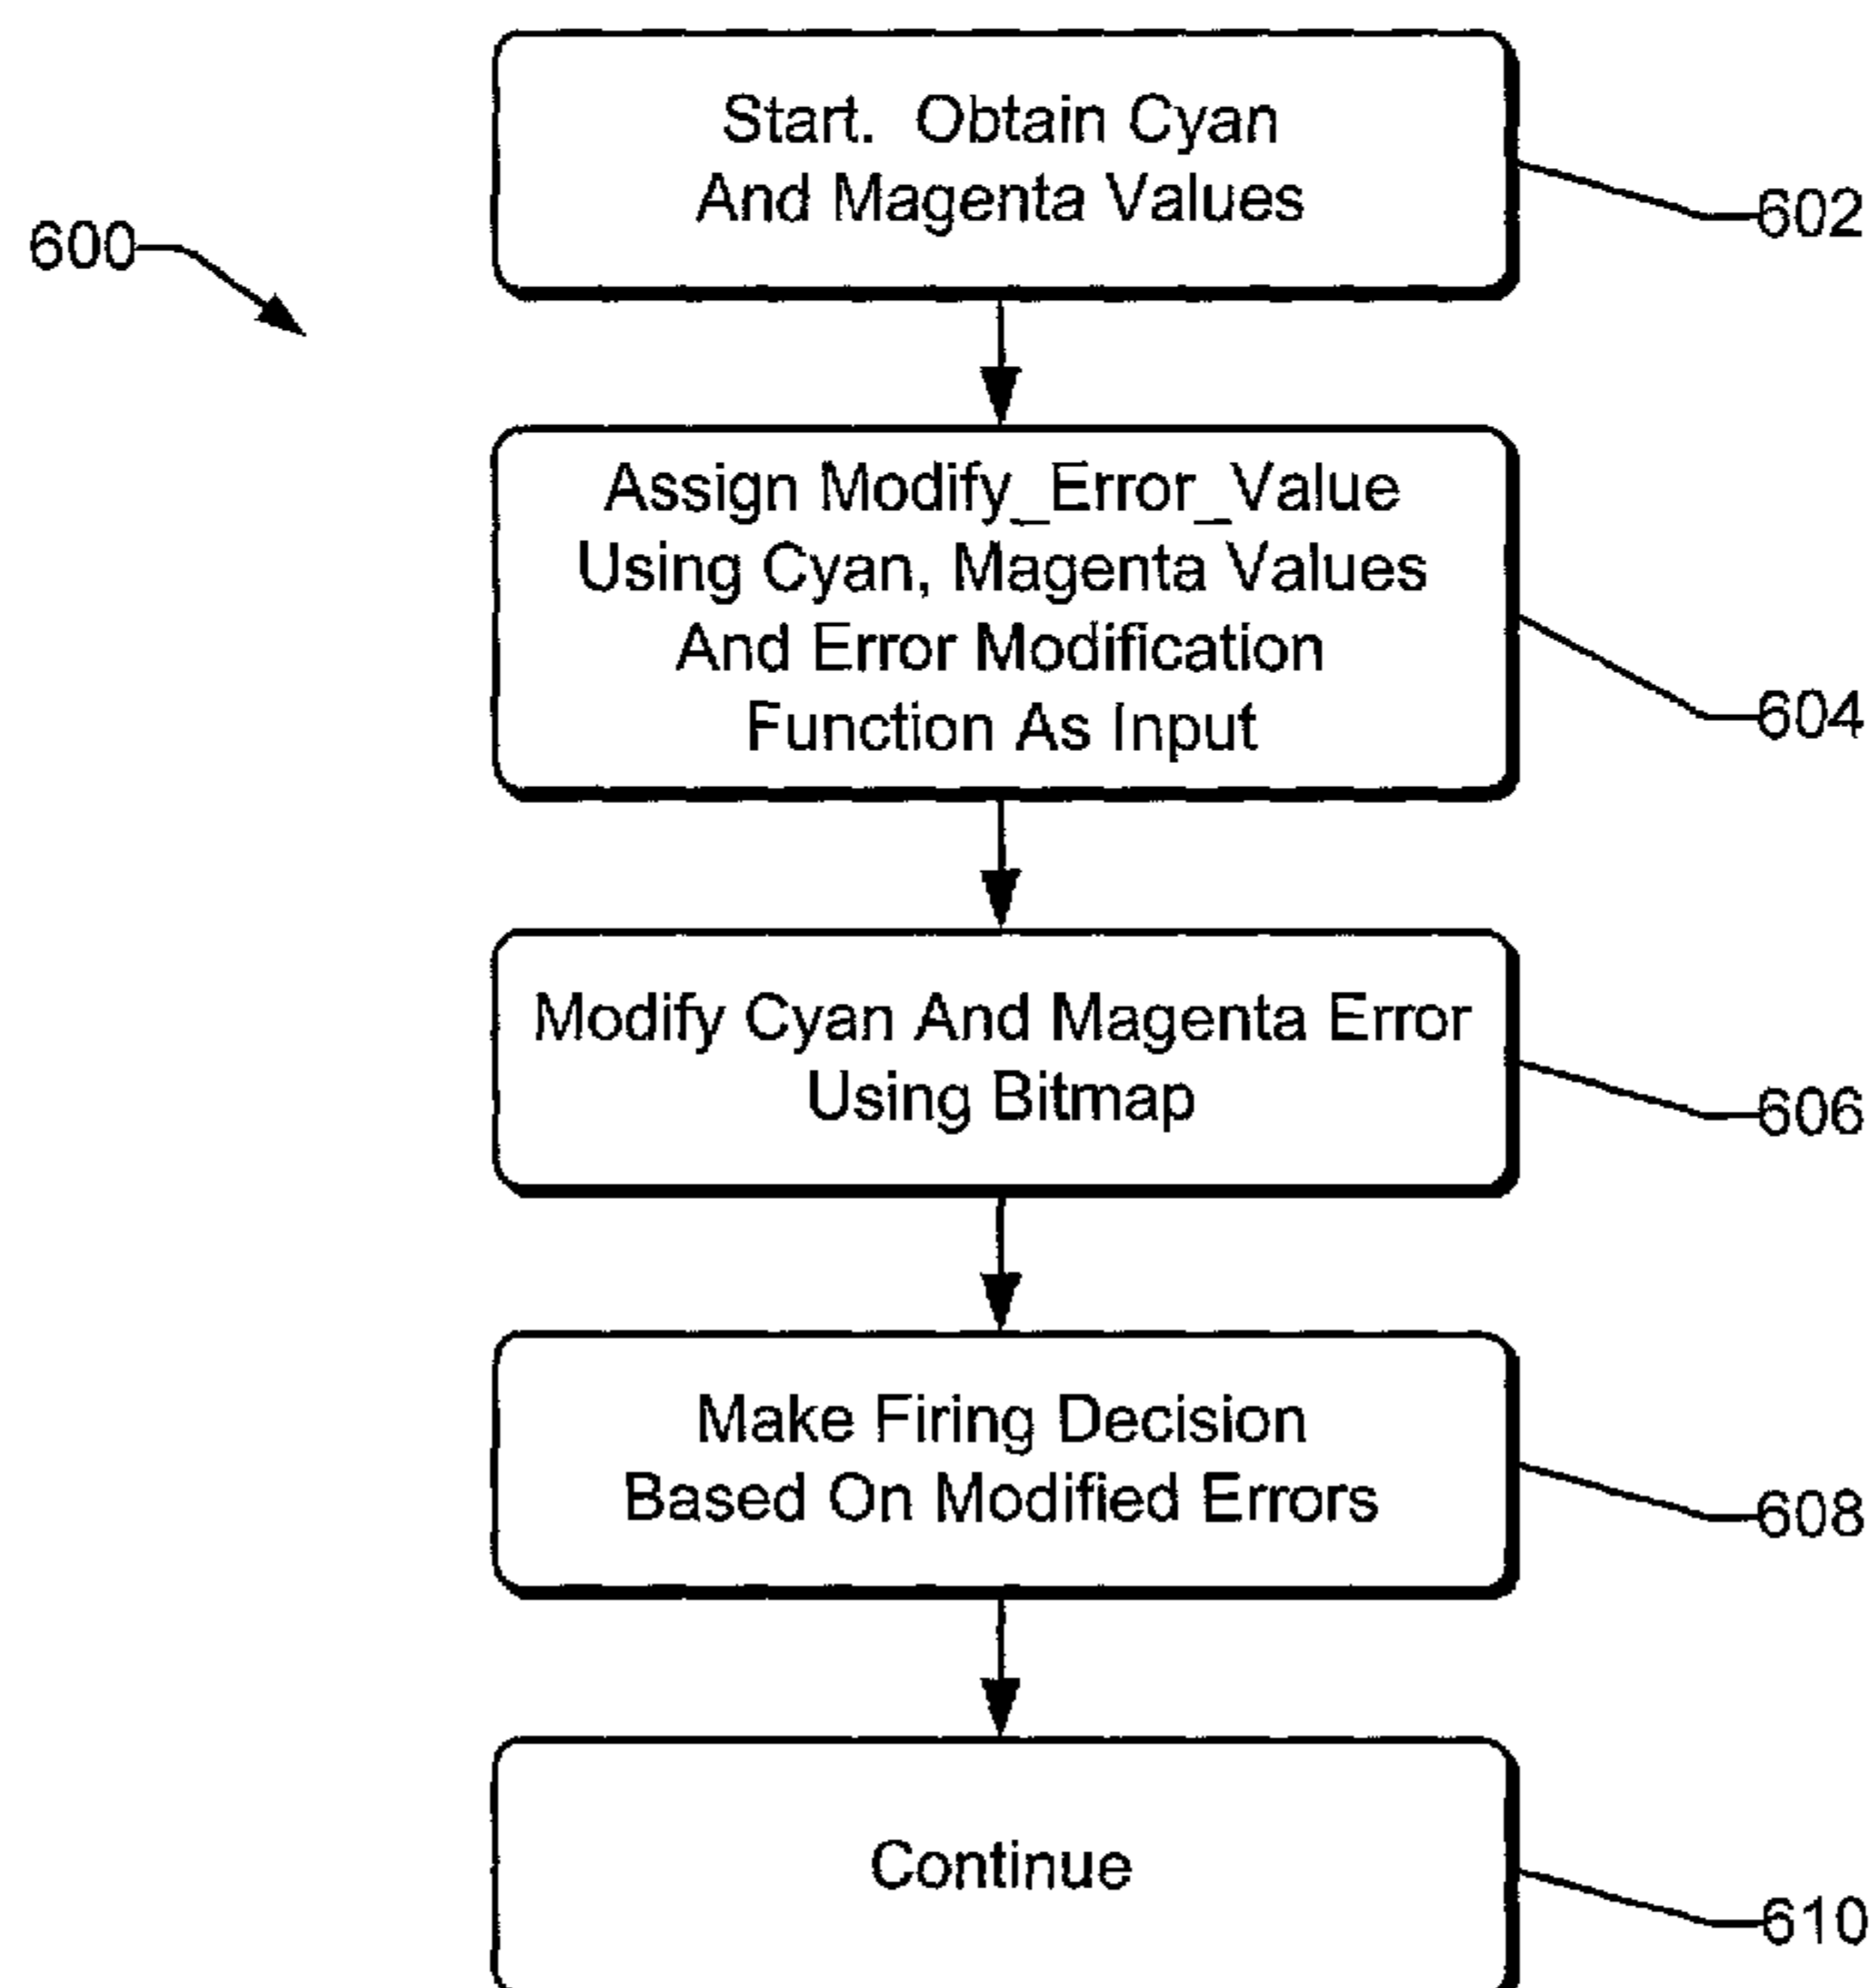 Start. Obtain Cyan
And Magenta Values
602
600
Assign Modify_Error_Value
Using Cyan, Magenta Values
And Error Modification
Function As Input
604
Modify Cyan And Magenta Error
Using Bitmap
606
Make Firing Decision
Based On Modified Errors
608
Continue
610